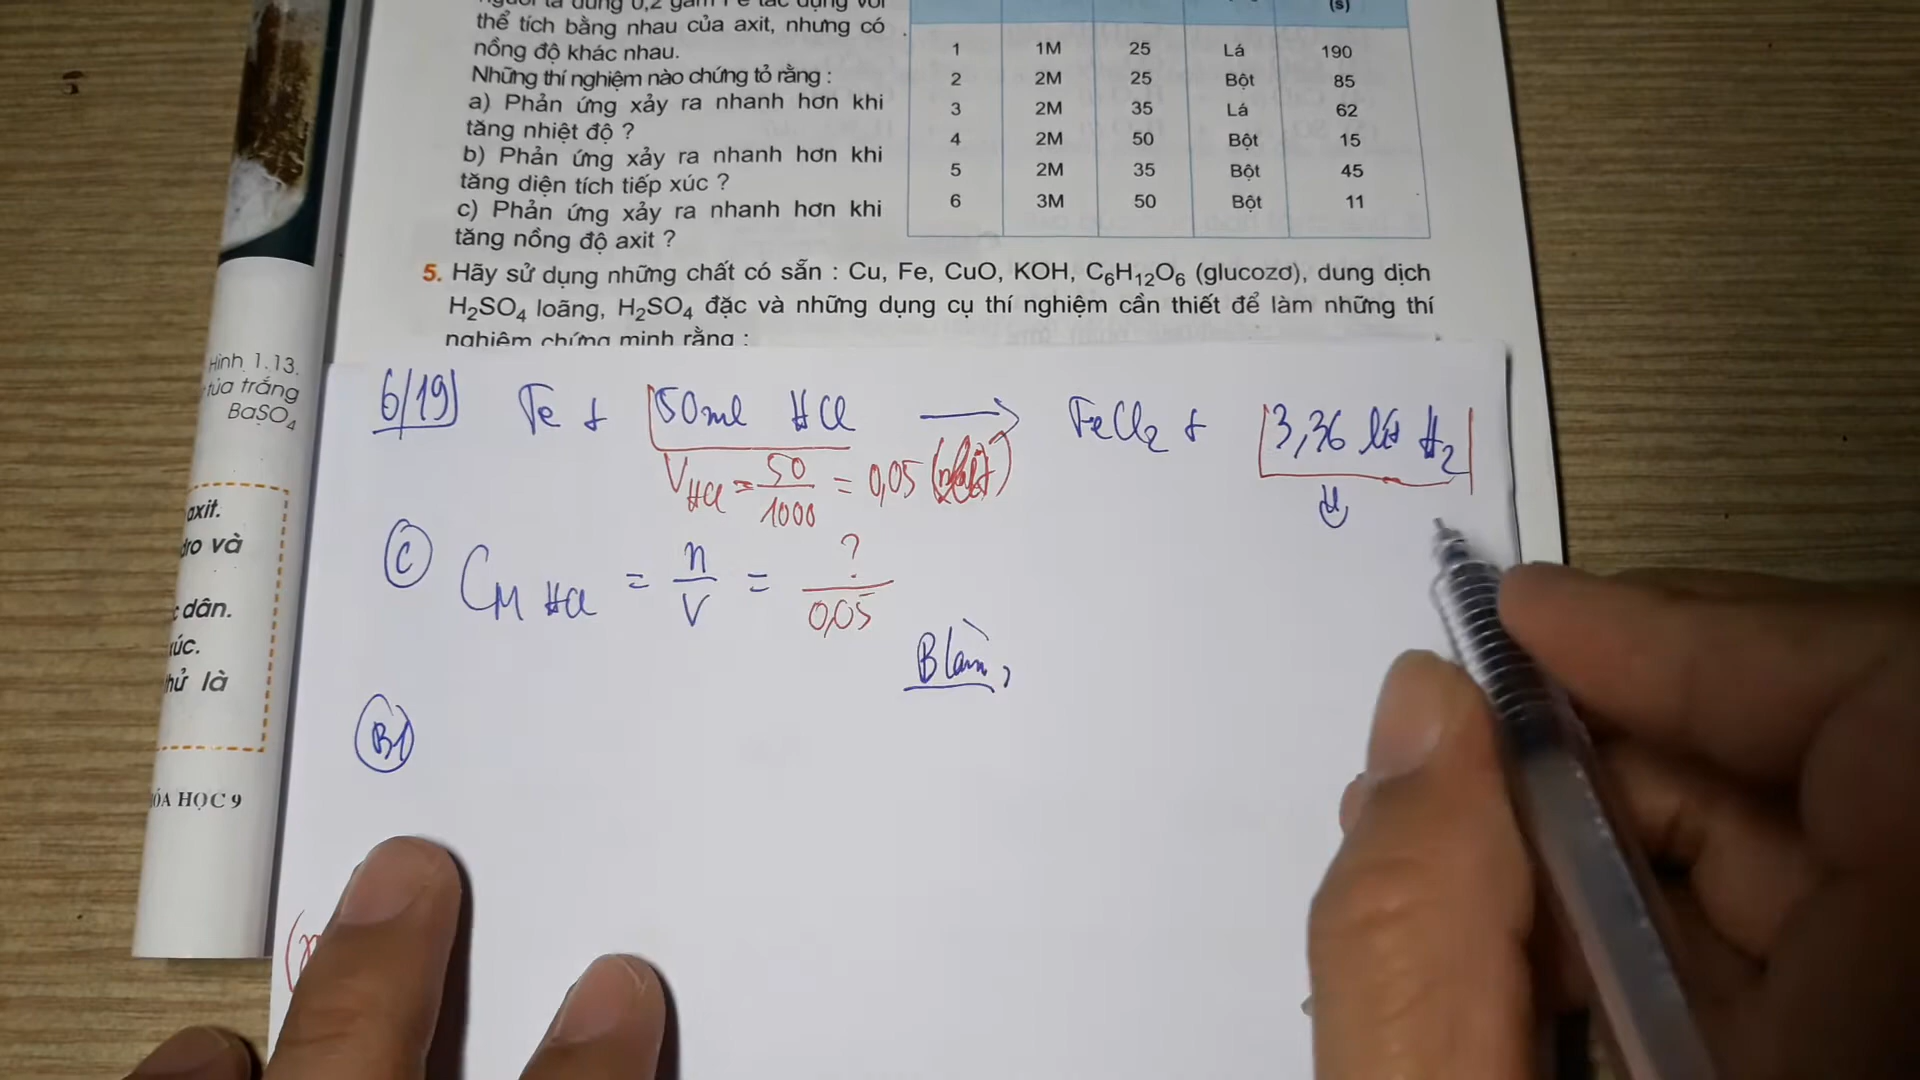 thể tích bằng nhau của axit, nhưng có
nồng độ khác nhau.
Những thí nghiệm nào chứng tỏ rằng :
a) Phản ứng xảy ra nhanh hơn khi
tăng nhiệt độ ?
b) Phản ứng xảy ra nhanh hơn khi
tăng diện tích tiếp xúc ?
c) Phản ứng xảy ra nhanh hơn khi
tăng nồng độ axit ?
(s)
1 1M 25 Lá 190
2 2M 25 Bột 85
3 2M 35 Lá 62
4 2M 50 Bột 15
5 2M 35 Bột 45
6 3M 50 Bột 11
5. Hãy sử dụng những chất có sẵn : Cu, Fe, CuO, KOH, C6H12O6 (glucozơ), dung dịch
H2SO4 loãng, H2SO4 đặc và những dụng cụ thí nghiệm cần thiết để làm những thí
nghiệm chứng minh rằng :
Hình 1.13.
tủa trắng
BaSO4
axit.
dro và
dân.
xúc.
thử là
HÓA HỌC 9
6/19) Fe + 50ml HCl → FeCl2 + 3,36 lít H2
VHCl = 50/1000 = 0,05
C CM HCl = n/V = ?/0,05
B làm,
B1